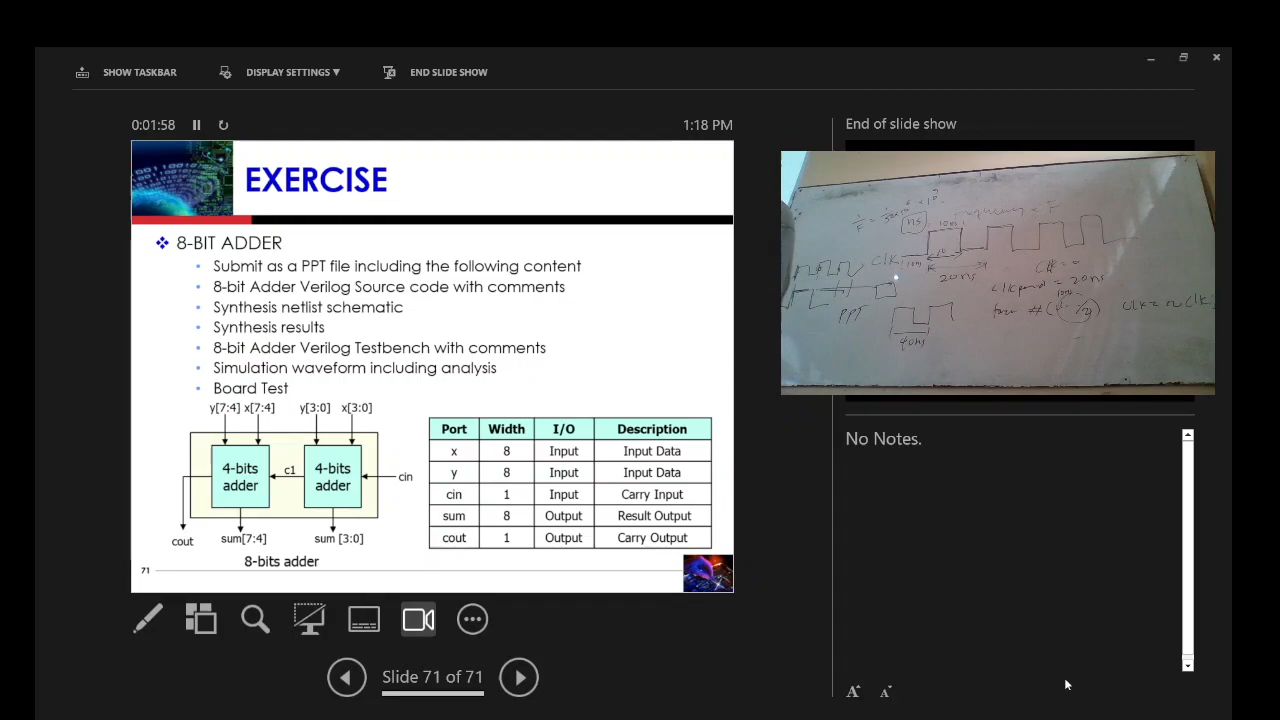 SHOW TASKBAR DISPLAY SETTINGS ▼ END SLIDE SHOW
0:01:58 1:18 PM
EXERCISE
❖ 8-BIT ADDER
• Submit as a PPT file including the following content
• 8-bit Adder Verilog Source code with comments
• Synthesis netlist schematic
• Synthesis results
• 8-bit Adder Verilog Testbench with comments
• Simulation waveform including analysis
• Board Test
y[7:4] x[7:4] y[3:0] x[3:0]
4-bits adder c1 4-bits adder cin
cout sum[7:4] sum [3:0]
8-bits adder
Port Width I/O Description
x 8 Input Input Data
y 8 Input Input Data
cin 1 Input Carry Input
sum 8 Output Result Output
cout 1 Output Carry Output
71
Slide 71 of 71
End of slide show
ns
= F
CLK
20ns
= 20ns
PPT
40ns
No Notes.
A A